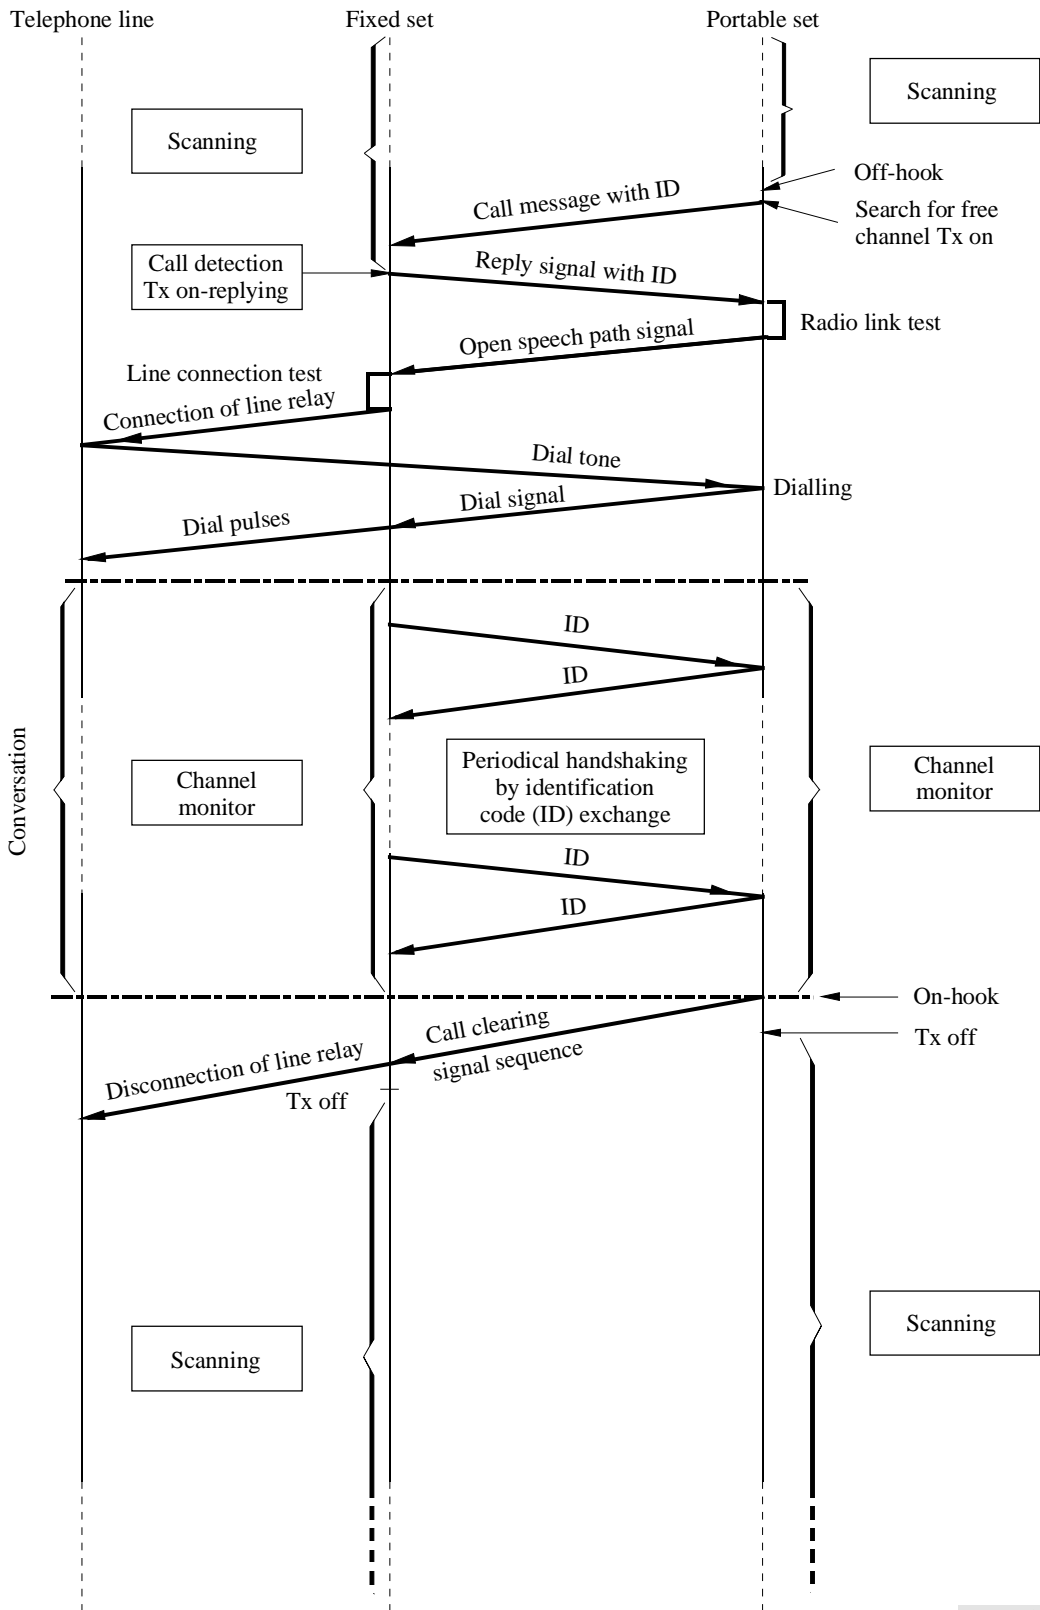 Telephone line
Fixed set
Portable set
Scanning
Scanning
Off-hook
Call message with ID
Search for free
channel Tx on
Call detection
Tx on-replying
Reply signal with ID
Radio link test
Open speech path signal
Line connection test
Connection of line relay
Dial tone
Dialling
Dial signal
Dial pulses
ID
ID
Conversation
Channel
monitor
Periodical handshaking
by identification
code (ID) exchange
Channel
monitor
ID
ID
On-hook
Call clearing
signal sequence
Tx off
Disconnection of line relay
Tx off
Scanning
Scanning